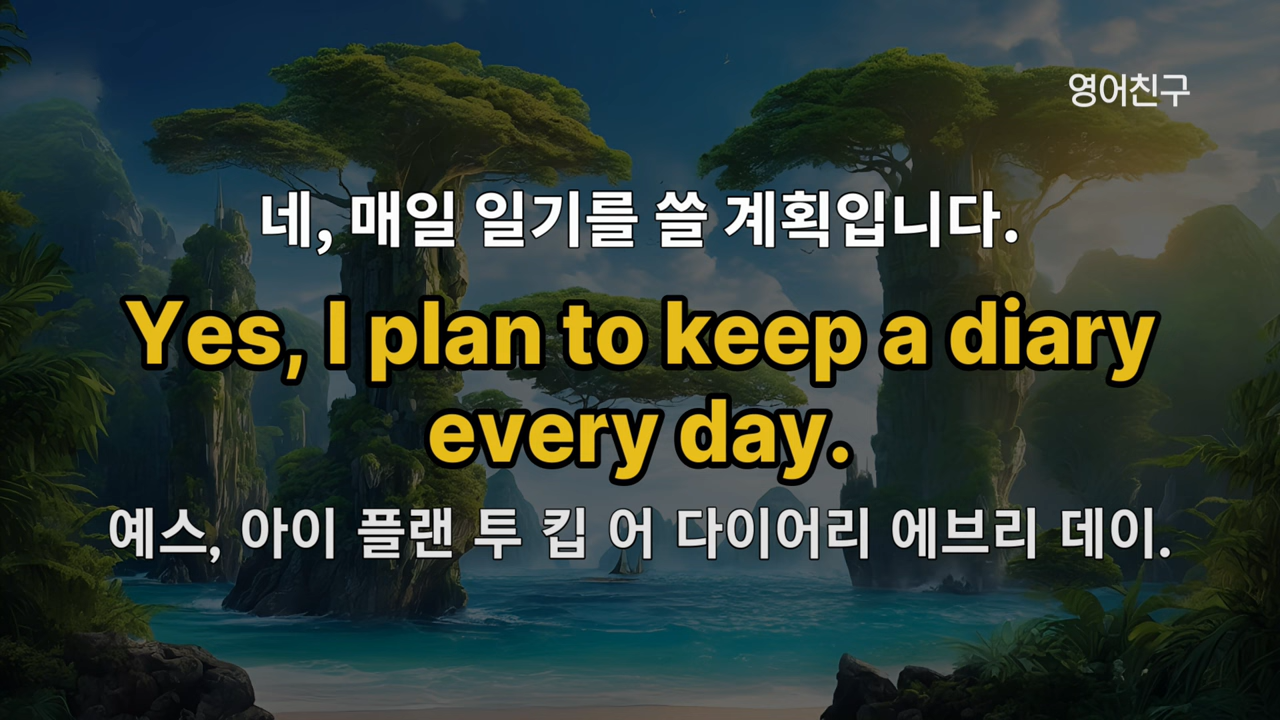 영어친구
네, 매일 일기를 쓸 계획입니다.
Yes, I plan to keep a diary
every day.
예스, 아이 플랜 투 킵 어 다이어리 에브리 데이.